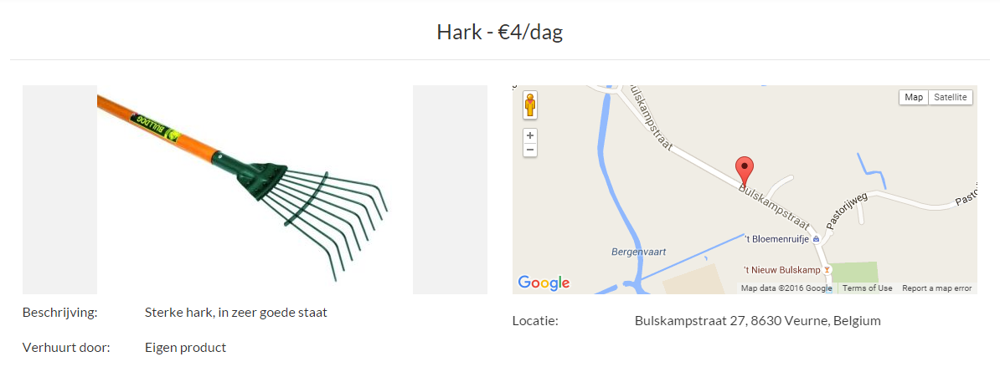 Hark - €4/dag
BULLDOG
Beschrijving: Sterke hark, in zeer goede staat
Verhuurt door: Eigen product
Map Satellite
+
−
Bulskampstraat
Bulskampstraat
Pastorijweg
Pasto
't Bloemenruifje
Bergenvaart
't Nieuw Bulskamp
Google
Map data ©2016 Google Terms of Use Report a map error
Locatie: Bulskampstraat 27, 8630 Veurne, Belgium